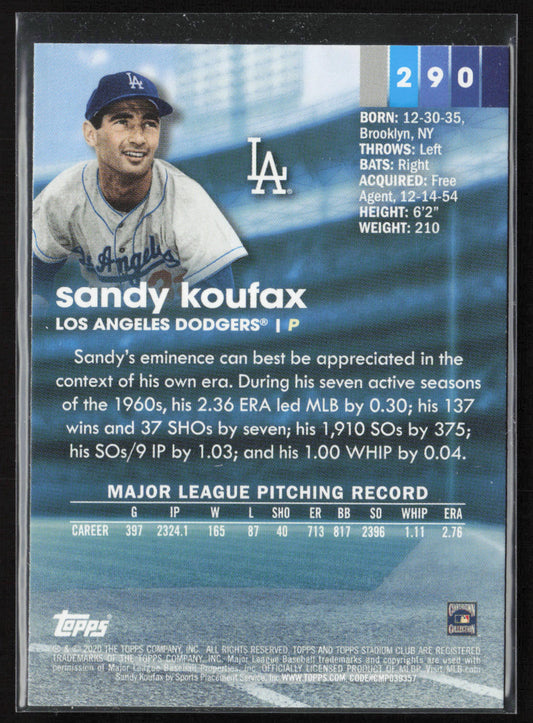 LA
290
BORN: 12-30-35,
Brooklyn, NY
THROWS: Left
BATS: Right
ACQUIRED: Free
Agent, 12-14-54
HEIGHT: 6'2"
WEIGHT: 210
LA
Los Angeles
sandy koufax
LOS ANGELES DODGERS® | P
Sandy's eminence can best be appreciated in the
context of his own era. During his seven active seasons
of the 1960s, his 2.36 ERA led MLB by 0.30; his 137
wins and 37 SHOs by seven; his 1,910 SOs by 375;
his SOs/9 IP by 1.03; and his 1.00 WHIP by 0.04.
MAJOR LEAGUE PITCHING RECORD
G IP W L SHO ER BB SO WHIP ERA
CAREER 397 2324.1 165 87 40 713 817 2396 1.11 2.76
topps
COOPERSTOWN
COLLECTION
® & © 2020 THE TOPPS COMPANY, INC. ALL RIGHTS RESERVED. TOPPS AND TOPPS STADIUM CLUB ARE REGISTERED
TRADEMARKS OF THE TOPPS COMPANY, INC. Major League Baseball trademarks and copyrights are used with
permission of Major League Baseball Properties, Inc. OFFICIALLY LICENSED PRODUCT OF MLBP. Visit MLB.com.
Sandy Koufax by Sports Placement Service, Inc. WWW.TOPPS.COM. CODE#CMP089357